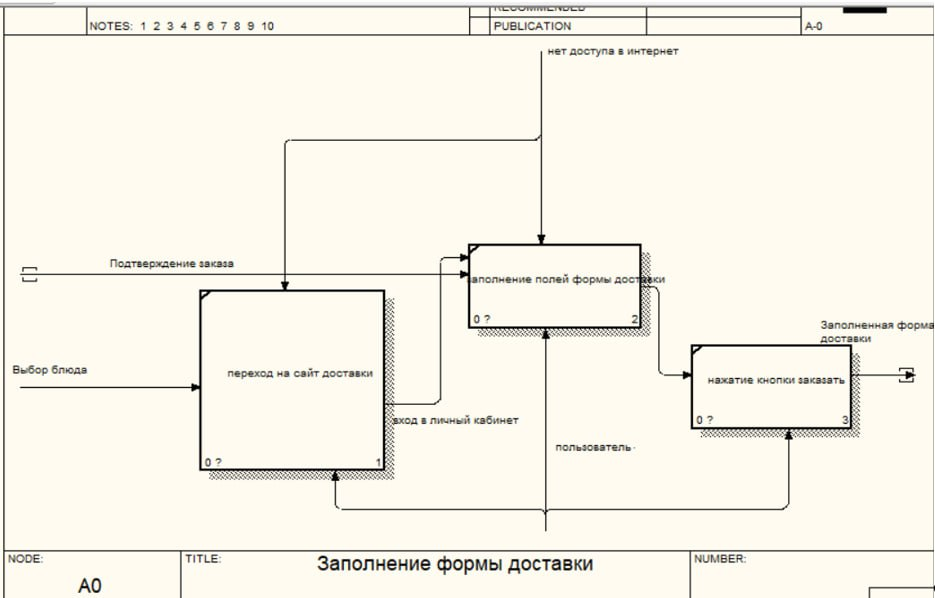 RECOMMENDED
NOTES: 1 2 3 4 5 6 7 8 9 10
PUBLICATION
A-0
нет доступа в интернет
Подтверждение заказа
заполнение полей формы доставки
0 ?
2
Заполненная форма
доставки
Выбор блюда
переход на сайт доставки
нажатие кнопки заказать
0 ?
3
вход в личный кабинет
пользователь
0 ?
1
NODE:
TITLE:
Заполнение формы доставки
NUMBER:
A0